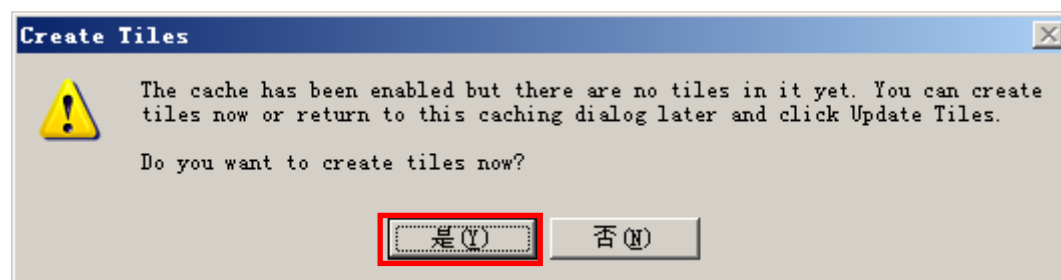 Create Tiles
The cache has been enabled but there are no tiles in it yet. You can create
tiles now or return to this caching dialog later and click Update Tiles.
Do you want to create tiles now?
是(Y) 否(N)